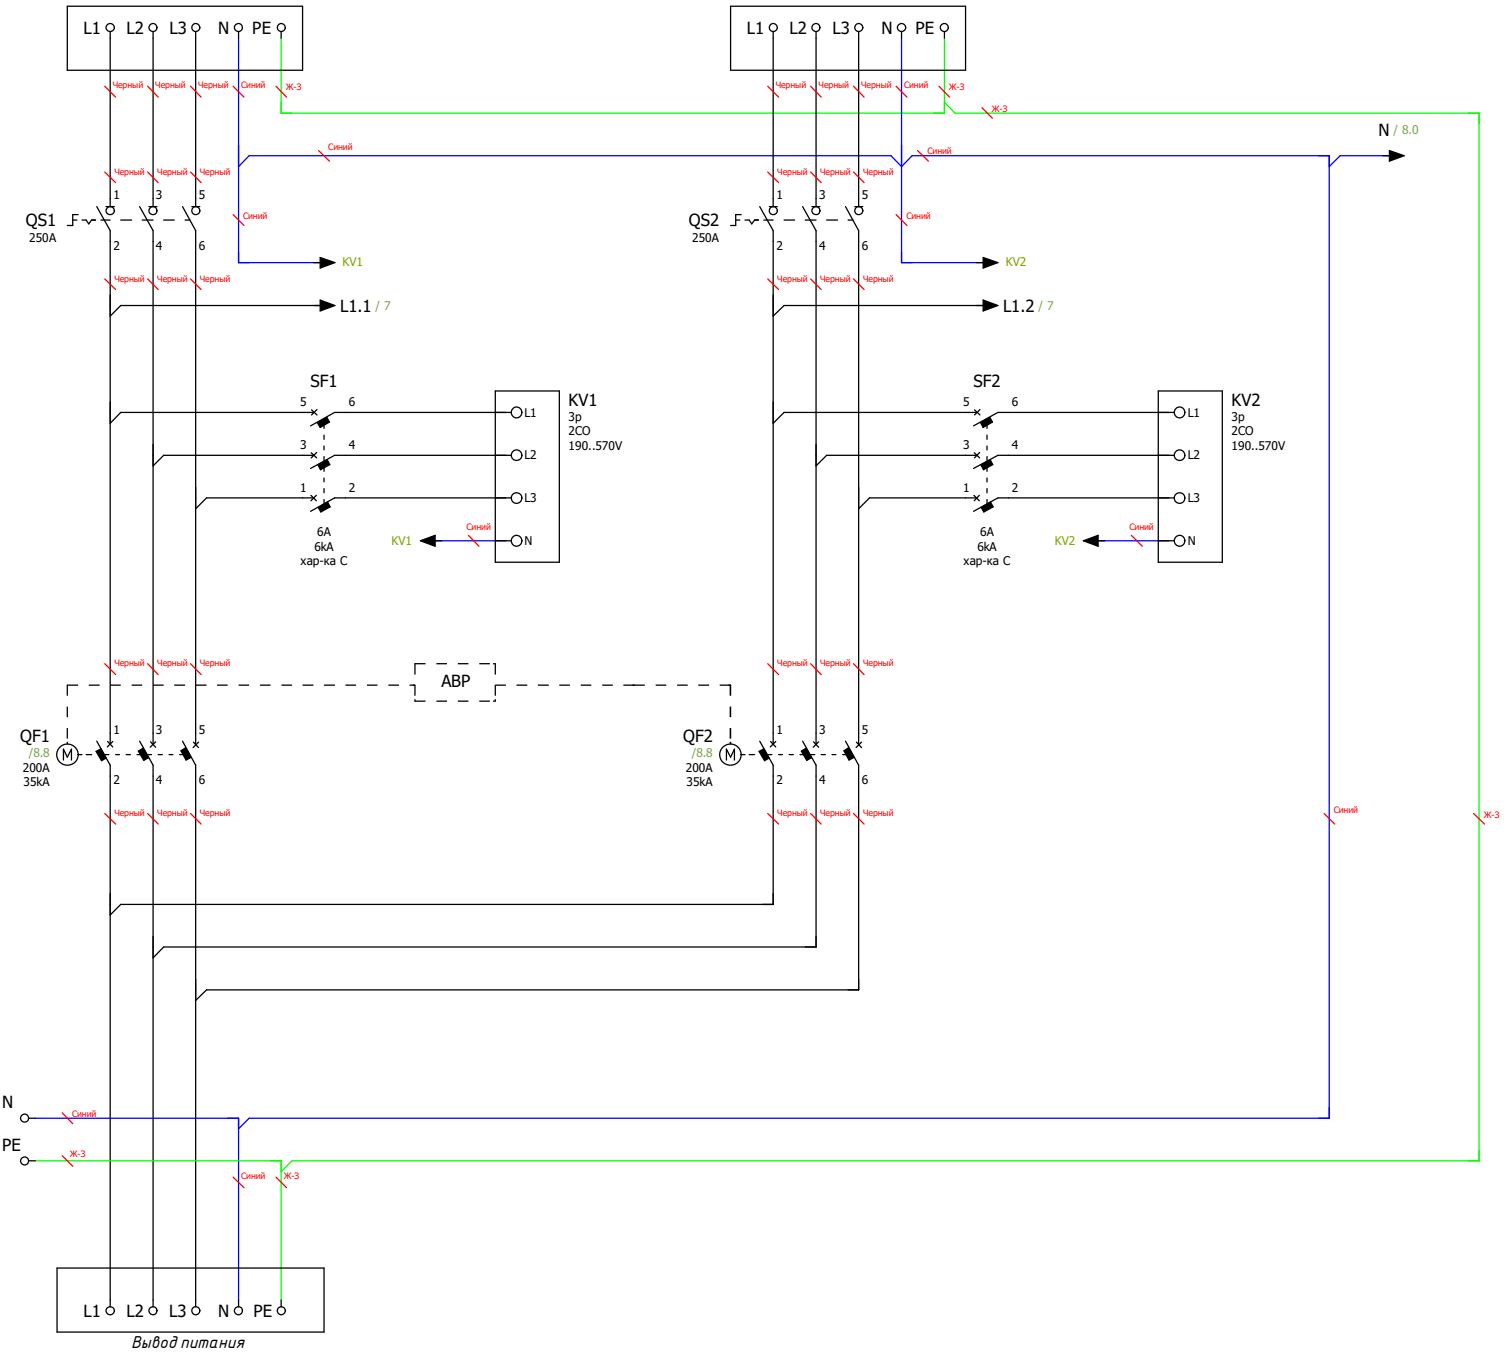 L1 L2 L3 N PE L1 L2 L3 N PE
Черный Черный Черный Синий Ж-З Черный Черный Черный Синий Ж-З
Ж-З
N / 8.0
Синий Синий
Черный Черный Черный Черный Черный Черный
1 3 5 1 3 5
QS1 Синий QS2 Синий
250A 250A
2 4 6 2 4 6
KV1 KV2
Черный Черный Черный Черный Черный Черный
L1.1 / 7 L1.2 / 7
SF1 SF2
5 6 L1 KV1 5 6 L1 KV2
3p 3p
2CO 2CO
3 4 L2 190..570V 3 4 L2 190..570V
1 2 L3 1 2 L3
Синий Синий
6A 6A
KV1 N KV2 N
6kA 6kA
хар-ка С хар-ка С
Черный Черный Черный Черный Черный Черный
АВР
1 3 5 1 3 5
QF1 QF2
/8.8 M /8.8 M
200A 200A
35kA 35kA
2 4 6 2 4 6
Черный Черный Черный Черный Черный Черный Синий Ж-З
N
Синий
PE
Ж-З
Синий Ж-З
L1 L2 L3 N PE
Вывод питания